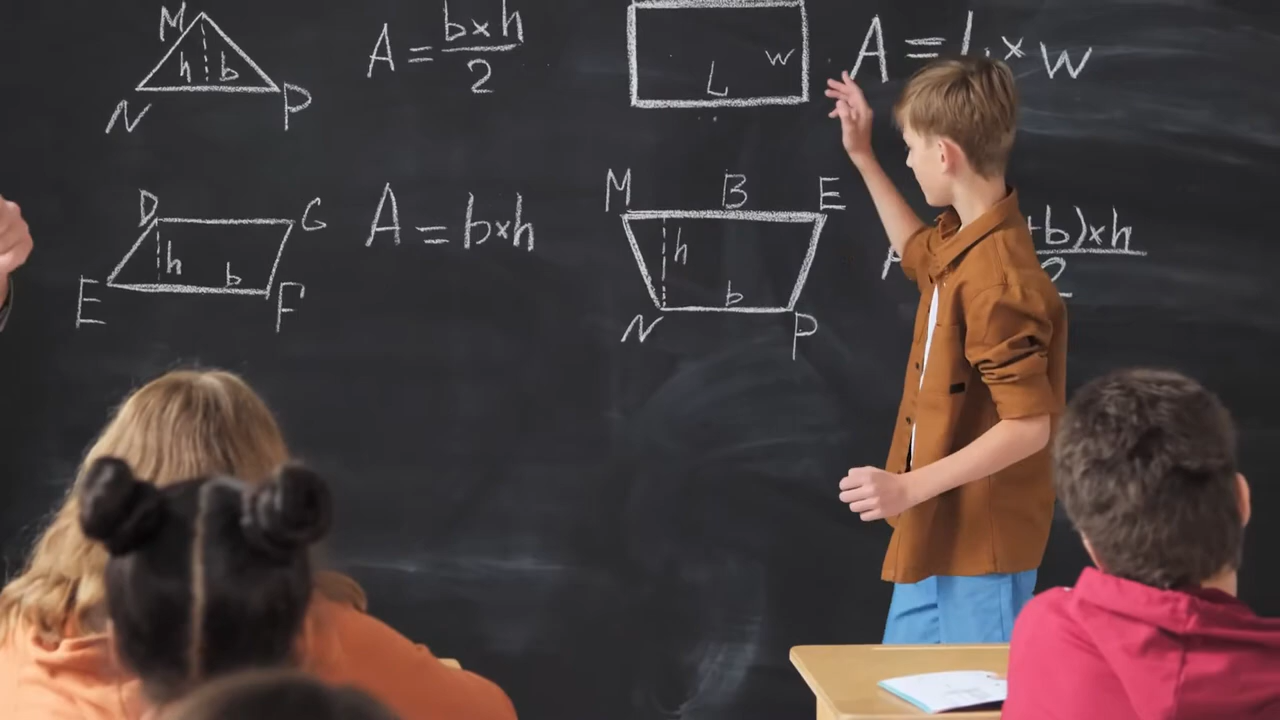 M
h b
N P
A = b×h
2
L w
A = L × w
D G
h b
E F
A = b×h
M B E
h
b
N P
+b)×h
2